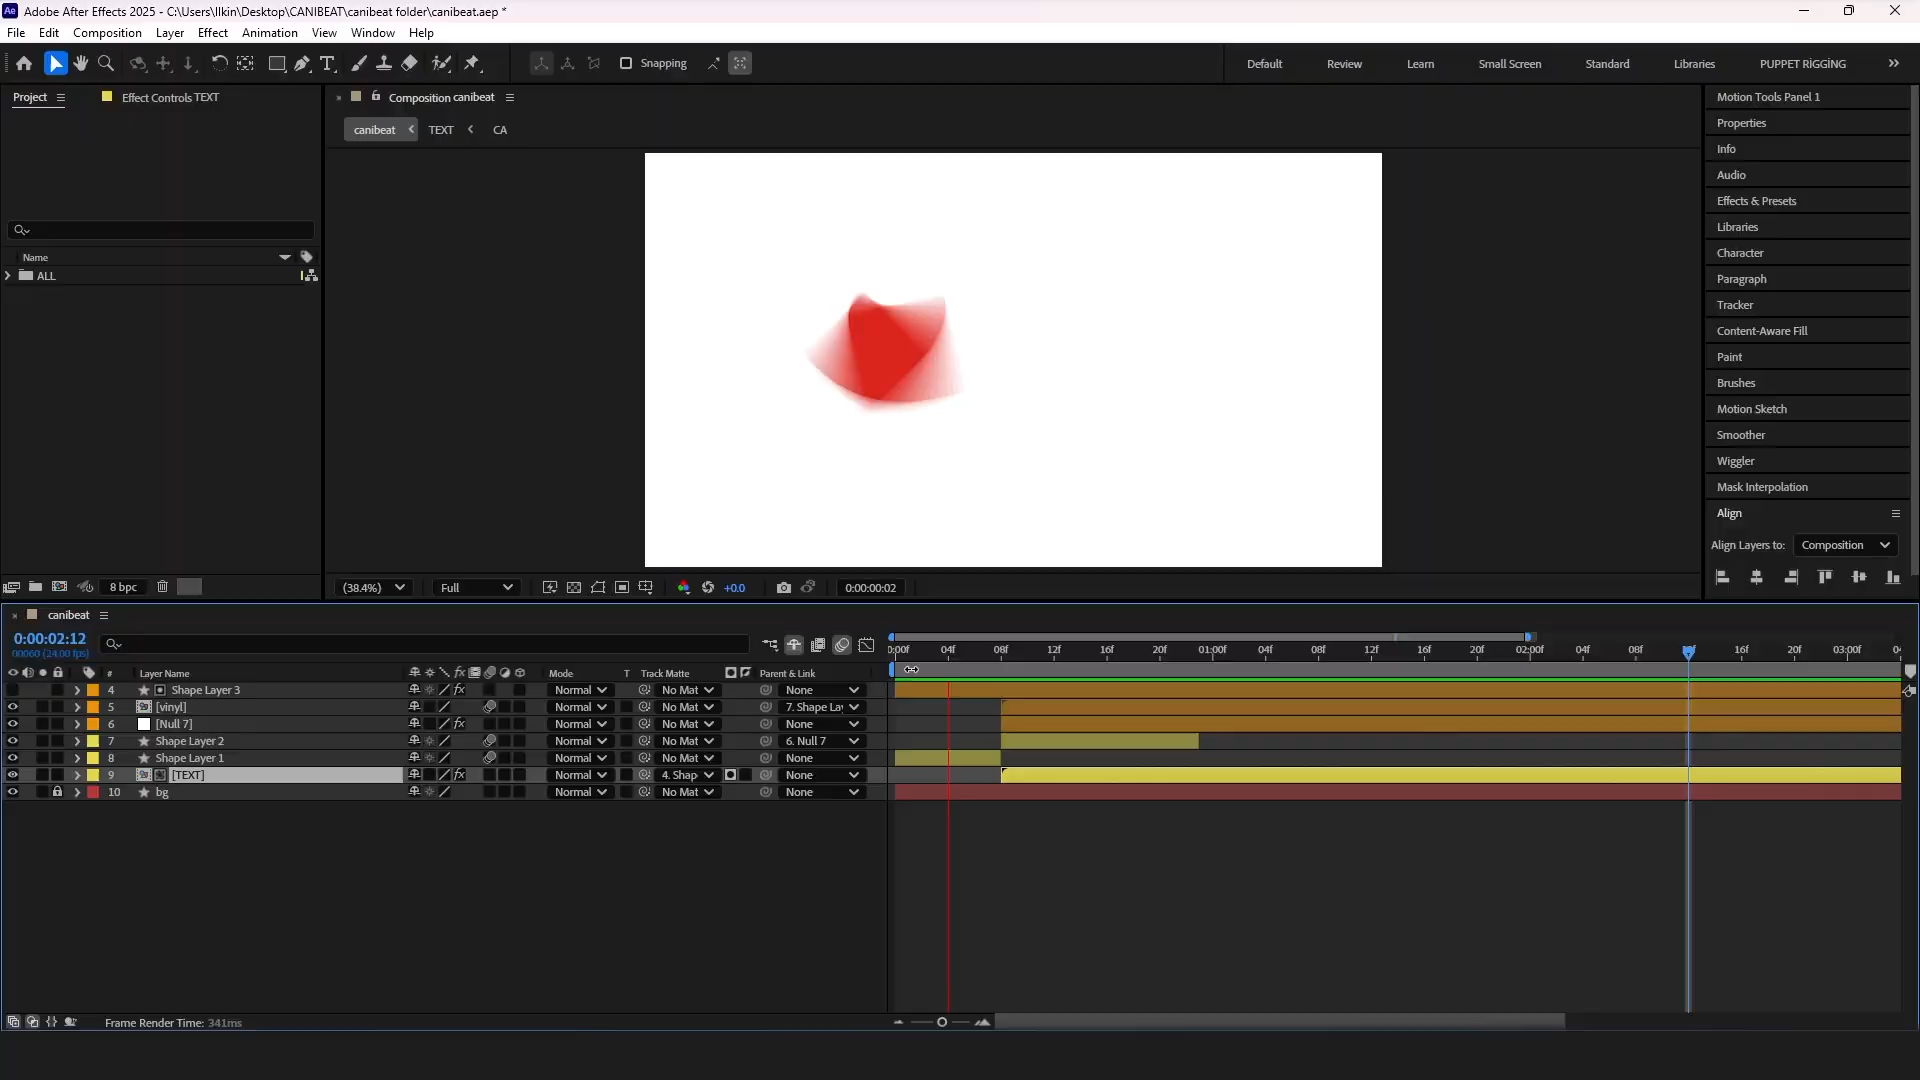 Adobe After Effects 2025 - C:\Users\Ilkin\Desktop\CANIBEAT\canibeat folder\canibeat.aep *
File Edit Composition Layer Effect Animation View Window Help
Snapping Default Review Learn Small Screen Standard Libraries PUPPET RİGGİNG
Project Effect Controls TEXT
Composition canibeat
canibeat TEXT CA
Name
ALL
8 bpc
(38.4%) Full +0.0 0:00:00:02
Motion Tools Panel 1
Properties
Info
Audio
Effects & Presets
Libraries
Character
Paragraph
Tracker
Content-Aware Fill
Paint
Brushes
Motion Sketch
Smoother
Wiggler
Mask Interpolation
Align
Align Layers to: Composition
canibeat
0:00:02:12
00060 (24.00 fps)
0:00f 04f 08f 12f 16f 20f 01:00f 04f 08f 12f 16f 20f 02:00f 04f 08f 16f 20f 03:00f
# Layer Name Mode T Track Matte Parent & Link
4 Shape Layer 3 fx Normal No Mat None
5 [vinyl] Normal No Mat 7. Shape La
6 [Null 7] fx Normal No Mat None
7 Shape Layer 2 Normal No Mat 6. Null 7
8 Shape Layer 1 Normal No Mat None
9 [TEXT] fx Normal 4. Shap None
10 bg Normal No Mat None
Frame Render Time: 341ms